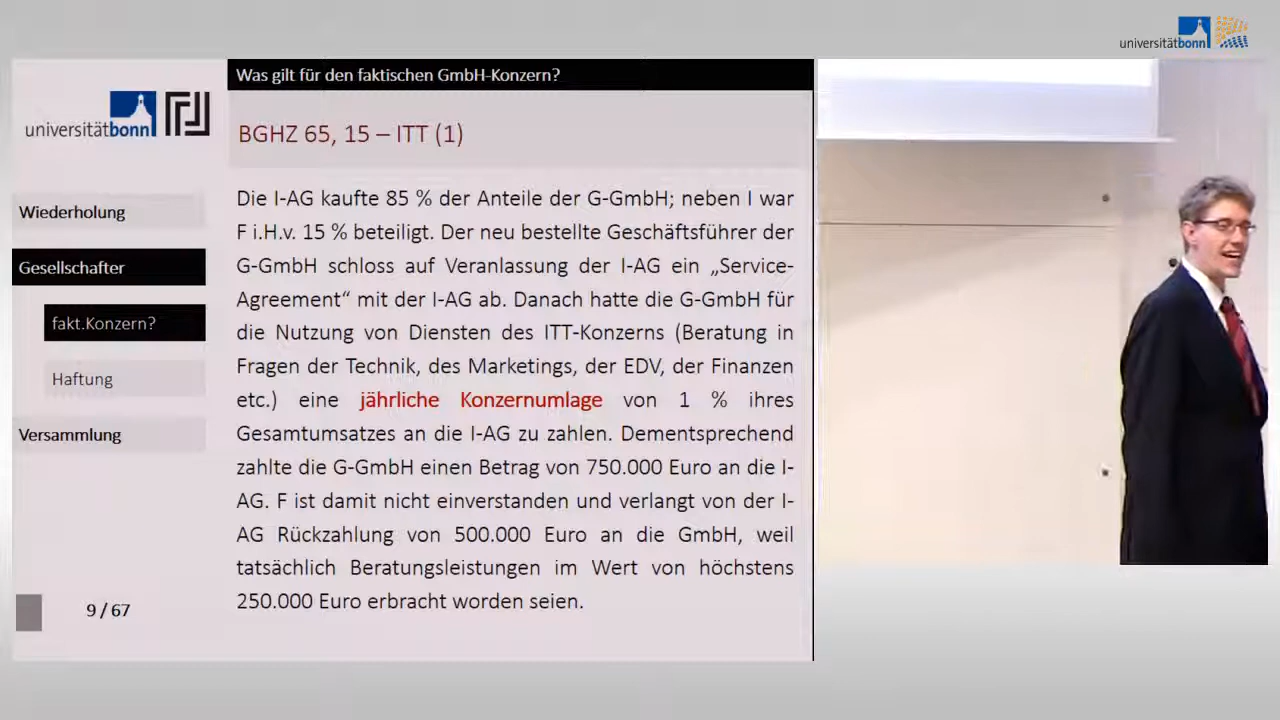 universitätbonn
Was gilt für den faktischen GmbH-Konzern?
universitätbonn
BGHZ 65, 15 – ITT (1)
Die I-AG kaufte 85 % der Anteile der G-GmbH; neben I war
F i.H.v. 15 % beteiligt. Der neu bestellte Geschäftsführer der
G-GmbH schloss auf Veranlassung der I-AG ein „Service-
Agreement“ mit der I-AG ab. Danach hatte die G-GmbH für
die Nutzung von Diensten des ITT-Konzerns (Beratung in
Fragen der Technik, des Marketings, der EDV, der Finanzen
etc.) eine jährliche Konzernumlage von 1 % ihres
Gesamtumsatzes an die I-AG zu zahlen. Dementsprechend
zahlte die G-GmbH einen Betrag von 750.000 Euro an die I-
AG. F ist damit nicht einverstanden und verlangt von der I-
AG Rückzahlung von 500.000 Euro an die GmbH, weil
tatsächlich Beratungsleistungen im Wert von höchstens
250.000 Euro erbracht worden seien.
Wiederholung
Gesellschafter
fakt.Konzern?
Haftung
Versammlung
9 / 67